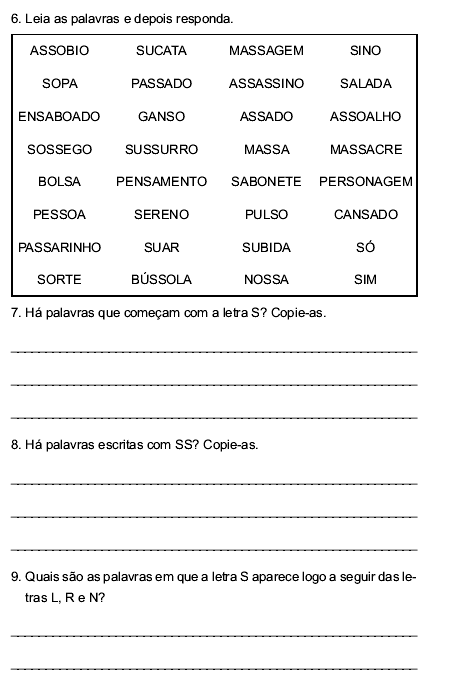 6. Leia as palavras e depois responda.
ASSOBIO SUCATA MASSAGEM SINO
SOPA PASSADO ASSASSINO SALADA
ENSABOADO GANSO ASSADO ASSOALHO
SOSSEGO SUSSURRO MASSA MASSACRE
BOLSA PENSAMENTO SABONETE PERSONAGEM
PESSOA SERENO PULSO CANSADO
PASSARINHO SUAR SUBIDA SÓ
SORTE BÚSSOLA NOSSA SIM
7. Há palavras que começam com a letra S? Copie-as.
8. Há palavras escritas com SS? Copie-as.
9. Quais são as palavras em que a letra S aparece logo a seguir das le-
tras L, R e N?